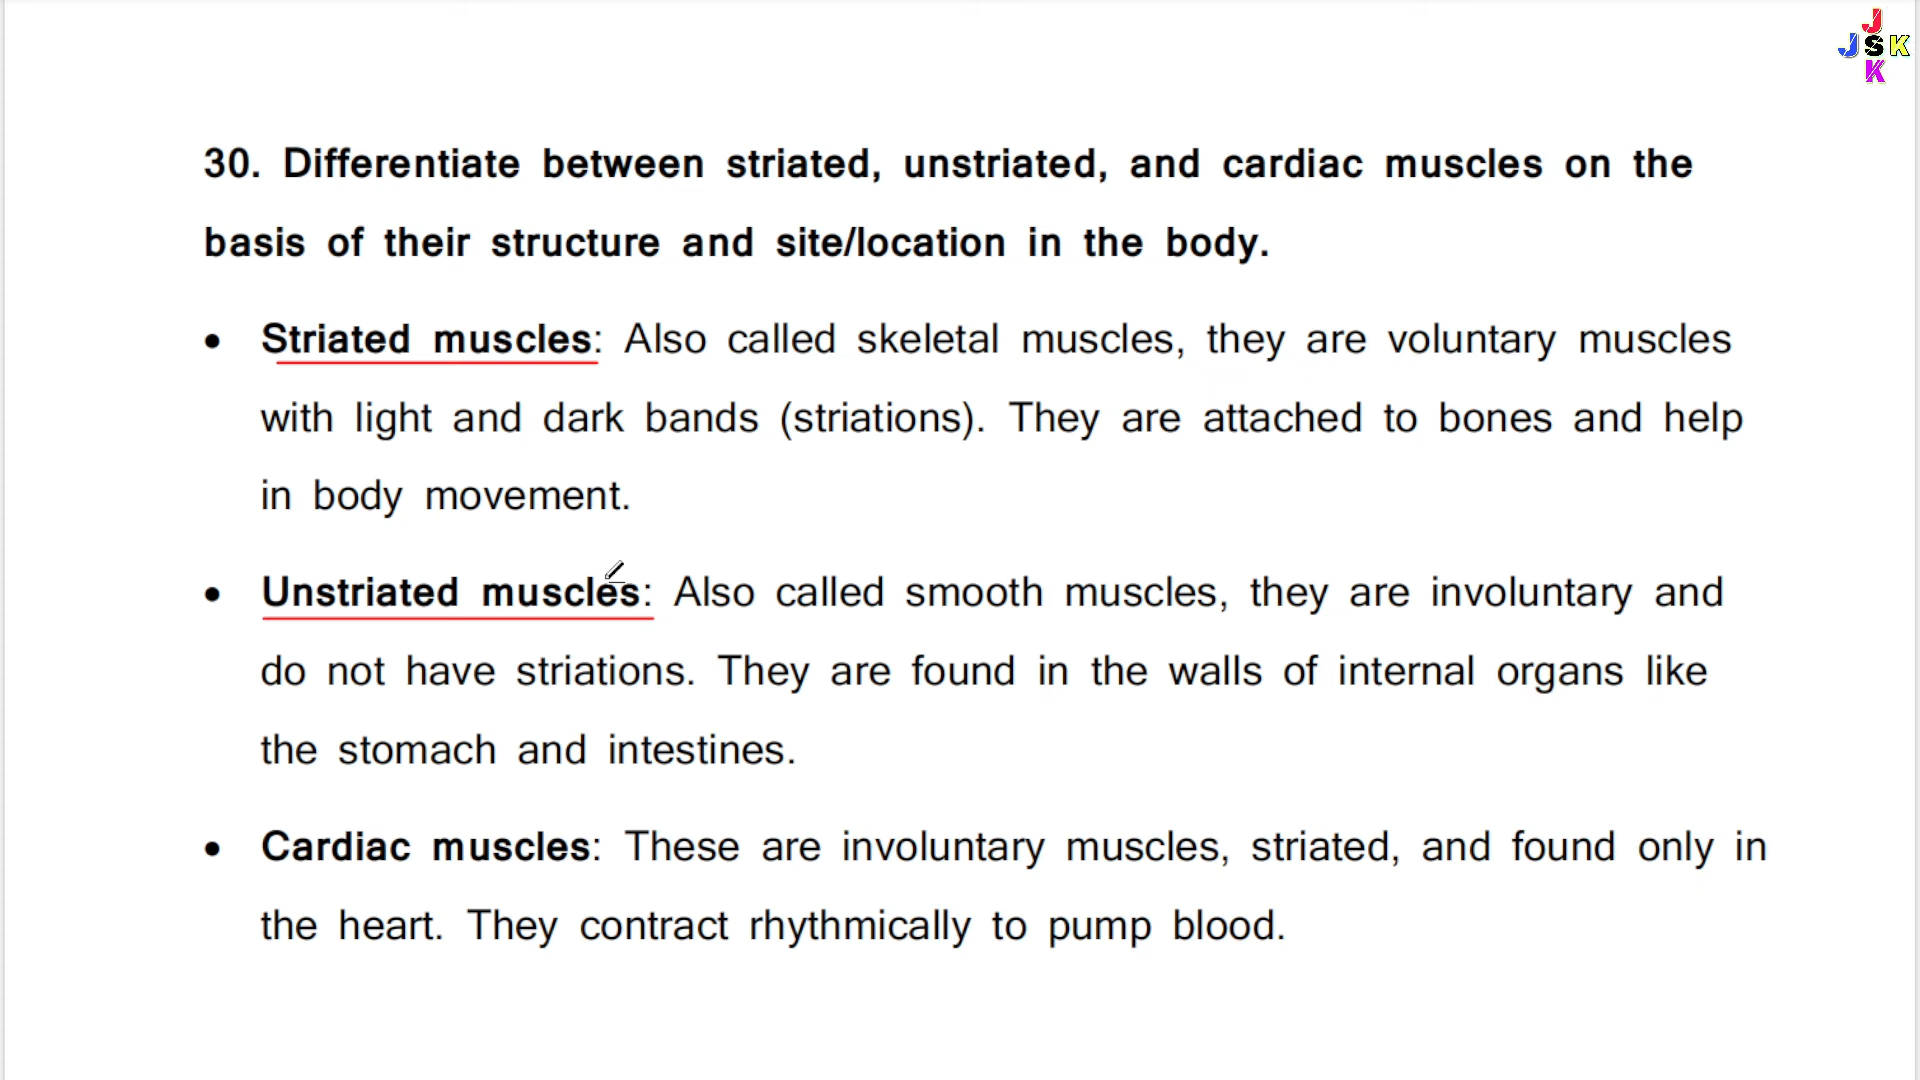 J
J S K
K
30. Differentiate between striated, unstriated, and cardiac muscles on the
basis of their structure and site/location in the body.
• Striated muscles: Also called skeletal muscles, they are voluntary muscles
with light and dark bands (striations). They are attached to bones and help
in body movement.
• Unstriated muscles: Also called smooth muscles, they are involuntary and
do not have striations. They are found in the walls of internal organs like
the stomach and intestines.
• Cardiac muscles: These are involuntary muscles, striated, and found only in
the heart. They contract rhythmically to pump blood.